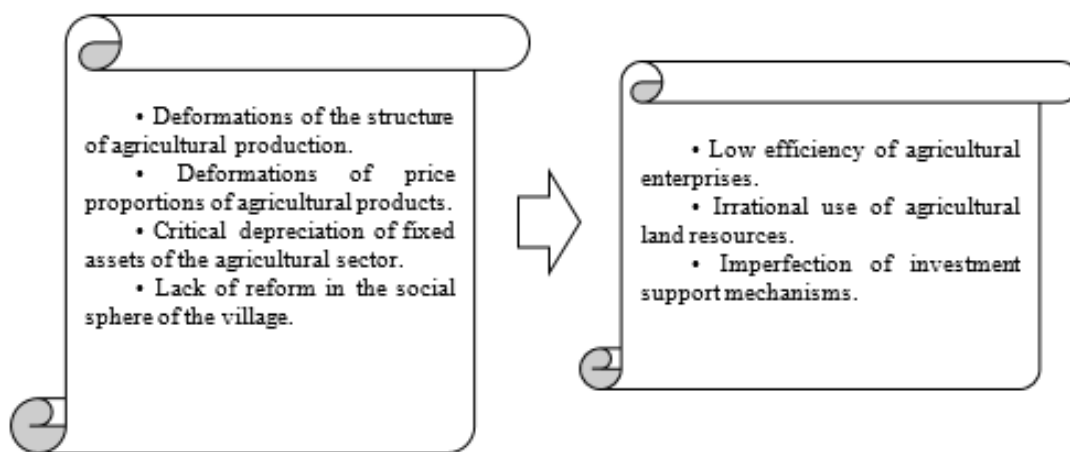 • Deformations of the structure
of agricultural production.
• Deformations of price
proportions of agricultural products.
• Critical depreciation of fixed
assets of the agricultural sector.
• Lack of reform in the social
sphere of the village.
• Low efficiency of agricultural
enterprises.
• Irrational use of agricultural
land resources.
• Imperfection of investment
support mechanisms.